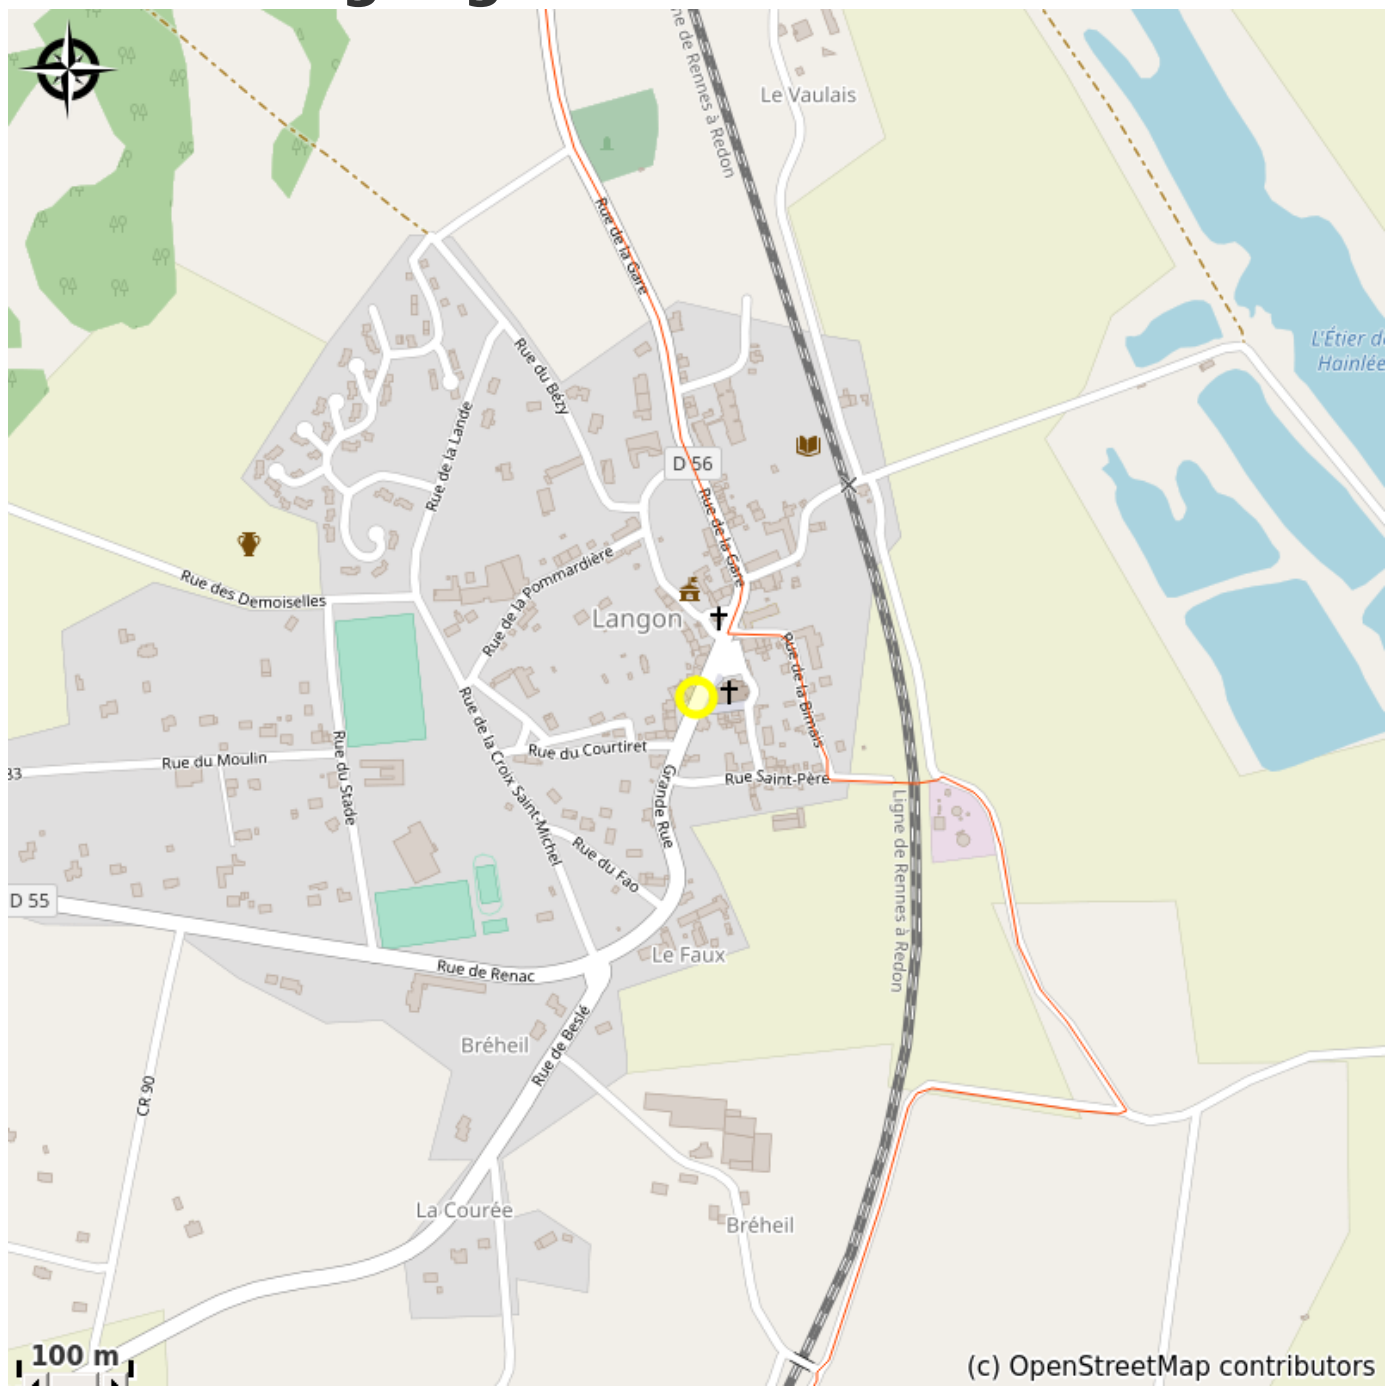 ne de Rennes à Redon
Le Vaulais
Rue de la Gare
L'Étier de
Hainlée
Rue du Bézy
Rue de la Lande
D 56
Rue de la Gare
Rue de la Pommardière
Rue des Demoiselles
Langon
Rue de la Bimais
Rue de la Croix Saint-Michel
Rue du Courtiret
Rue du Moulin
33
Rue du Stade
Grande Rue
Rue Saint-Père
Ligne de Rennes à Redon
Rue du Fao
D 55
Le Faux
Rue de Renac
Bréheil
Rue de Beslé
CR 90
La Courée
Bréheil
100 m
(c) OpenStreetMap contributors